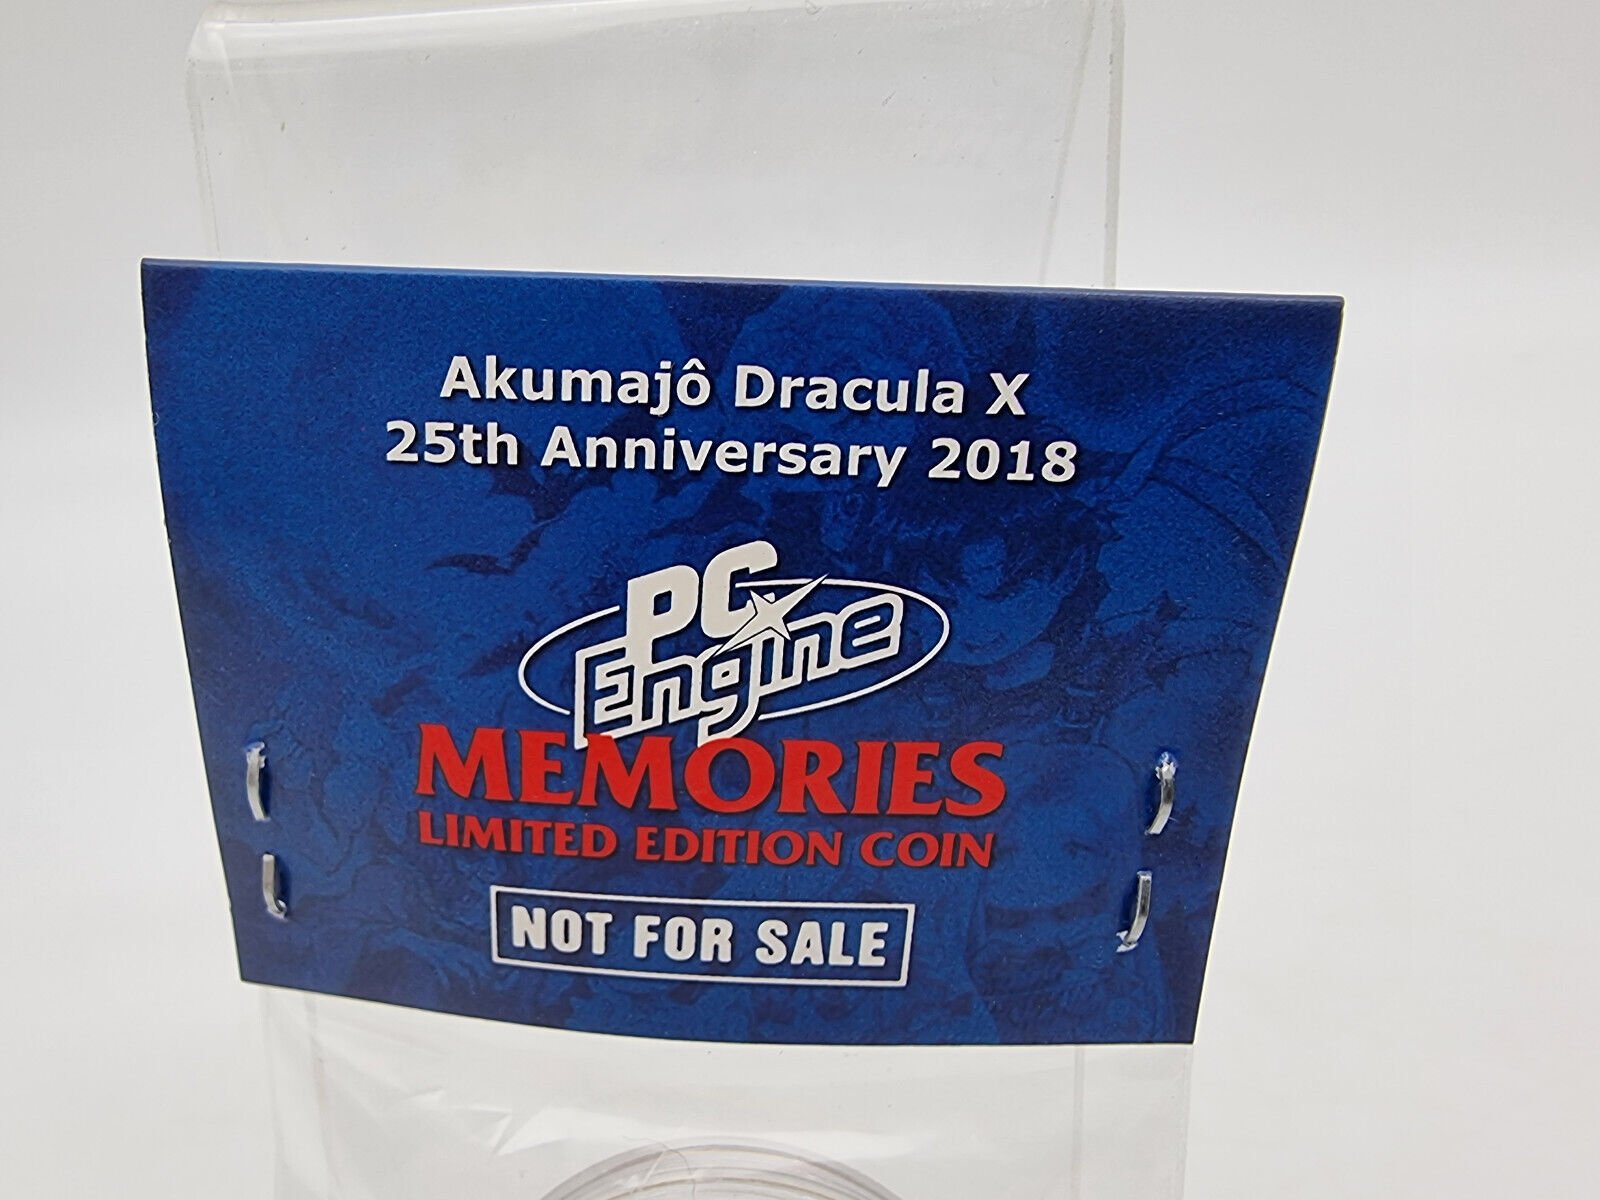 Akumajô Dracula X
25th Anniversary 2018
PC
Engine
MEMORIES
LIMITED EDITION COIN
NOT FOR SALE